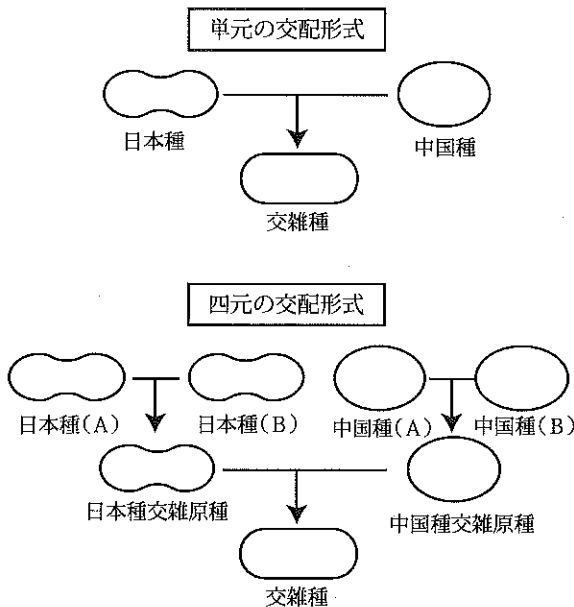 単元の交配形式
日本種
中国種
交雑種
四元の交配形式
日本種(A)
日本種(B)
中国種(A)
中国種(B)
日本種交雑原種
中国種交雑原種
交雑種